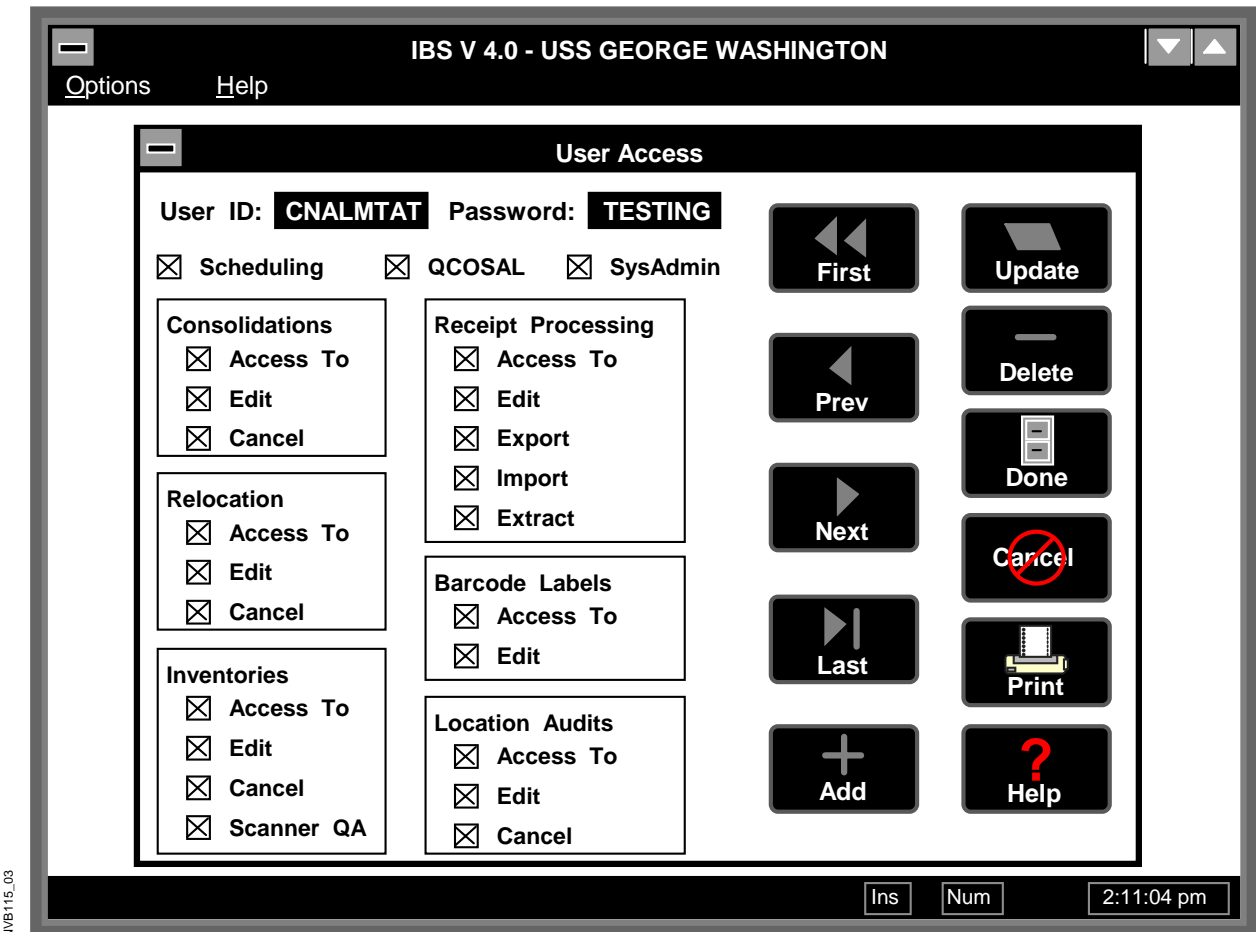 IBS V 4.0 - USS GEORGE WASHINGTON
Options Help
User Access
User ID: CNALMTAT Password: TESTING
Scheduling QCOSAL SysAdmin
Consolidations
Access To
Edit
Cancel
Relocation
Access To
Edit
Cancel
Inventories
Access To
Edit
Cancel
Scanner QA
Receipt Processing
Access To
Edit
Export
Import
Extract
Barcode Labels
Access To
Edit
Location Audits
Access To
Edit
Cancel
First
Prev
Next
Last
Add
Update
Delete
Done
Cancel
Print
Help
Ins Num 2:11:04 pm